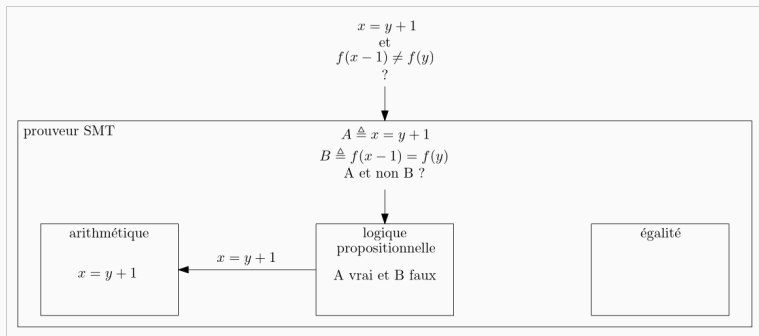 x = y + 1
et
f(x − 1) ≠ f(y)
?
prouveur SMT
A ≜ x = y + 1
B ≜ f(x − 1) = f(y)
A et non B ?
arithmétique
x = y + 1
x = y + 1
logique
propositionnelle
A vrai et B faux
égalité